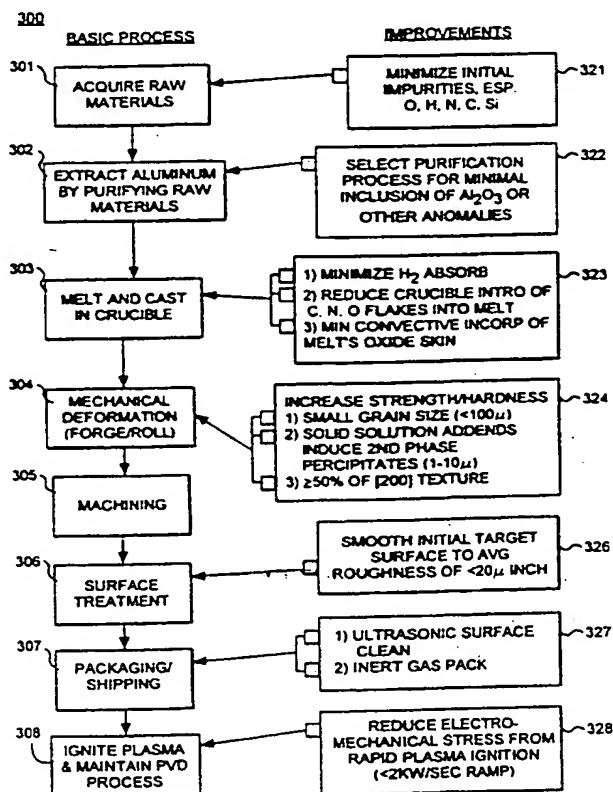 300
BASIC PROCESS
IMPROVEMENTS
301
ACQUIRE RAW
MATERIALS
MINIMIZE INITIAL
IMPURITIES, ESP.
O, H, N, C, Si
321
302
EXTRACT ALUMINUM
BY PURIFYING RAW
MATERIALS
SELECT PURIFICATION
PROCESS FOR MINIMAL
INCLUSION OF Al₂O₃ OR
OTHER ANOMALIES
322
303
MELT AND CAST
IN CRUCIBLE
1) MINIMIZE H₂ ABSORB
2) REDUCE CRUCIBLE INTRO OF
C, N, O FLAKES INTO MELT
3) MIN CONVECTIVE INCORP OF
MELT'S OXIDE SKIN
323
304
MECHANICAL
DEFORMATION
(FORGE/ROLL)
INCREASE STRENGTH/HARDNESS
1) SMALL GRAIN SIZE (<100μ)
2) SOLID SOLUTION ADDENDS
INDUCE 2ND PHASE
PERCIPITATES (1-10μ)
3) ≥50% OF [200] TEXTURE
324
305
MACHINING
306
SURFACE
TREATMENT
SMOOTH INITIAL TARGET
SURFACE TO AVG
ROUGHNESS OF <20μ INCH
326
307
PACKAGING/
SHIPPING
1) ULTRASONIC SURFACE
CLEAN
2) INERT GAS PACK
327
308
IGNITE PLASMA
& MAINTAIN PVD
PROCESS
REDUCE ELECTRO-
MECHANICAL STRESS FROM
RAPID PLASMA IGNITION
(<2KW/SEC RAMP)
328